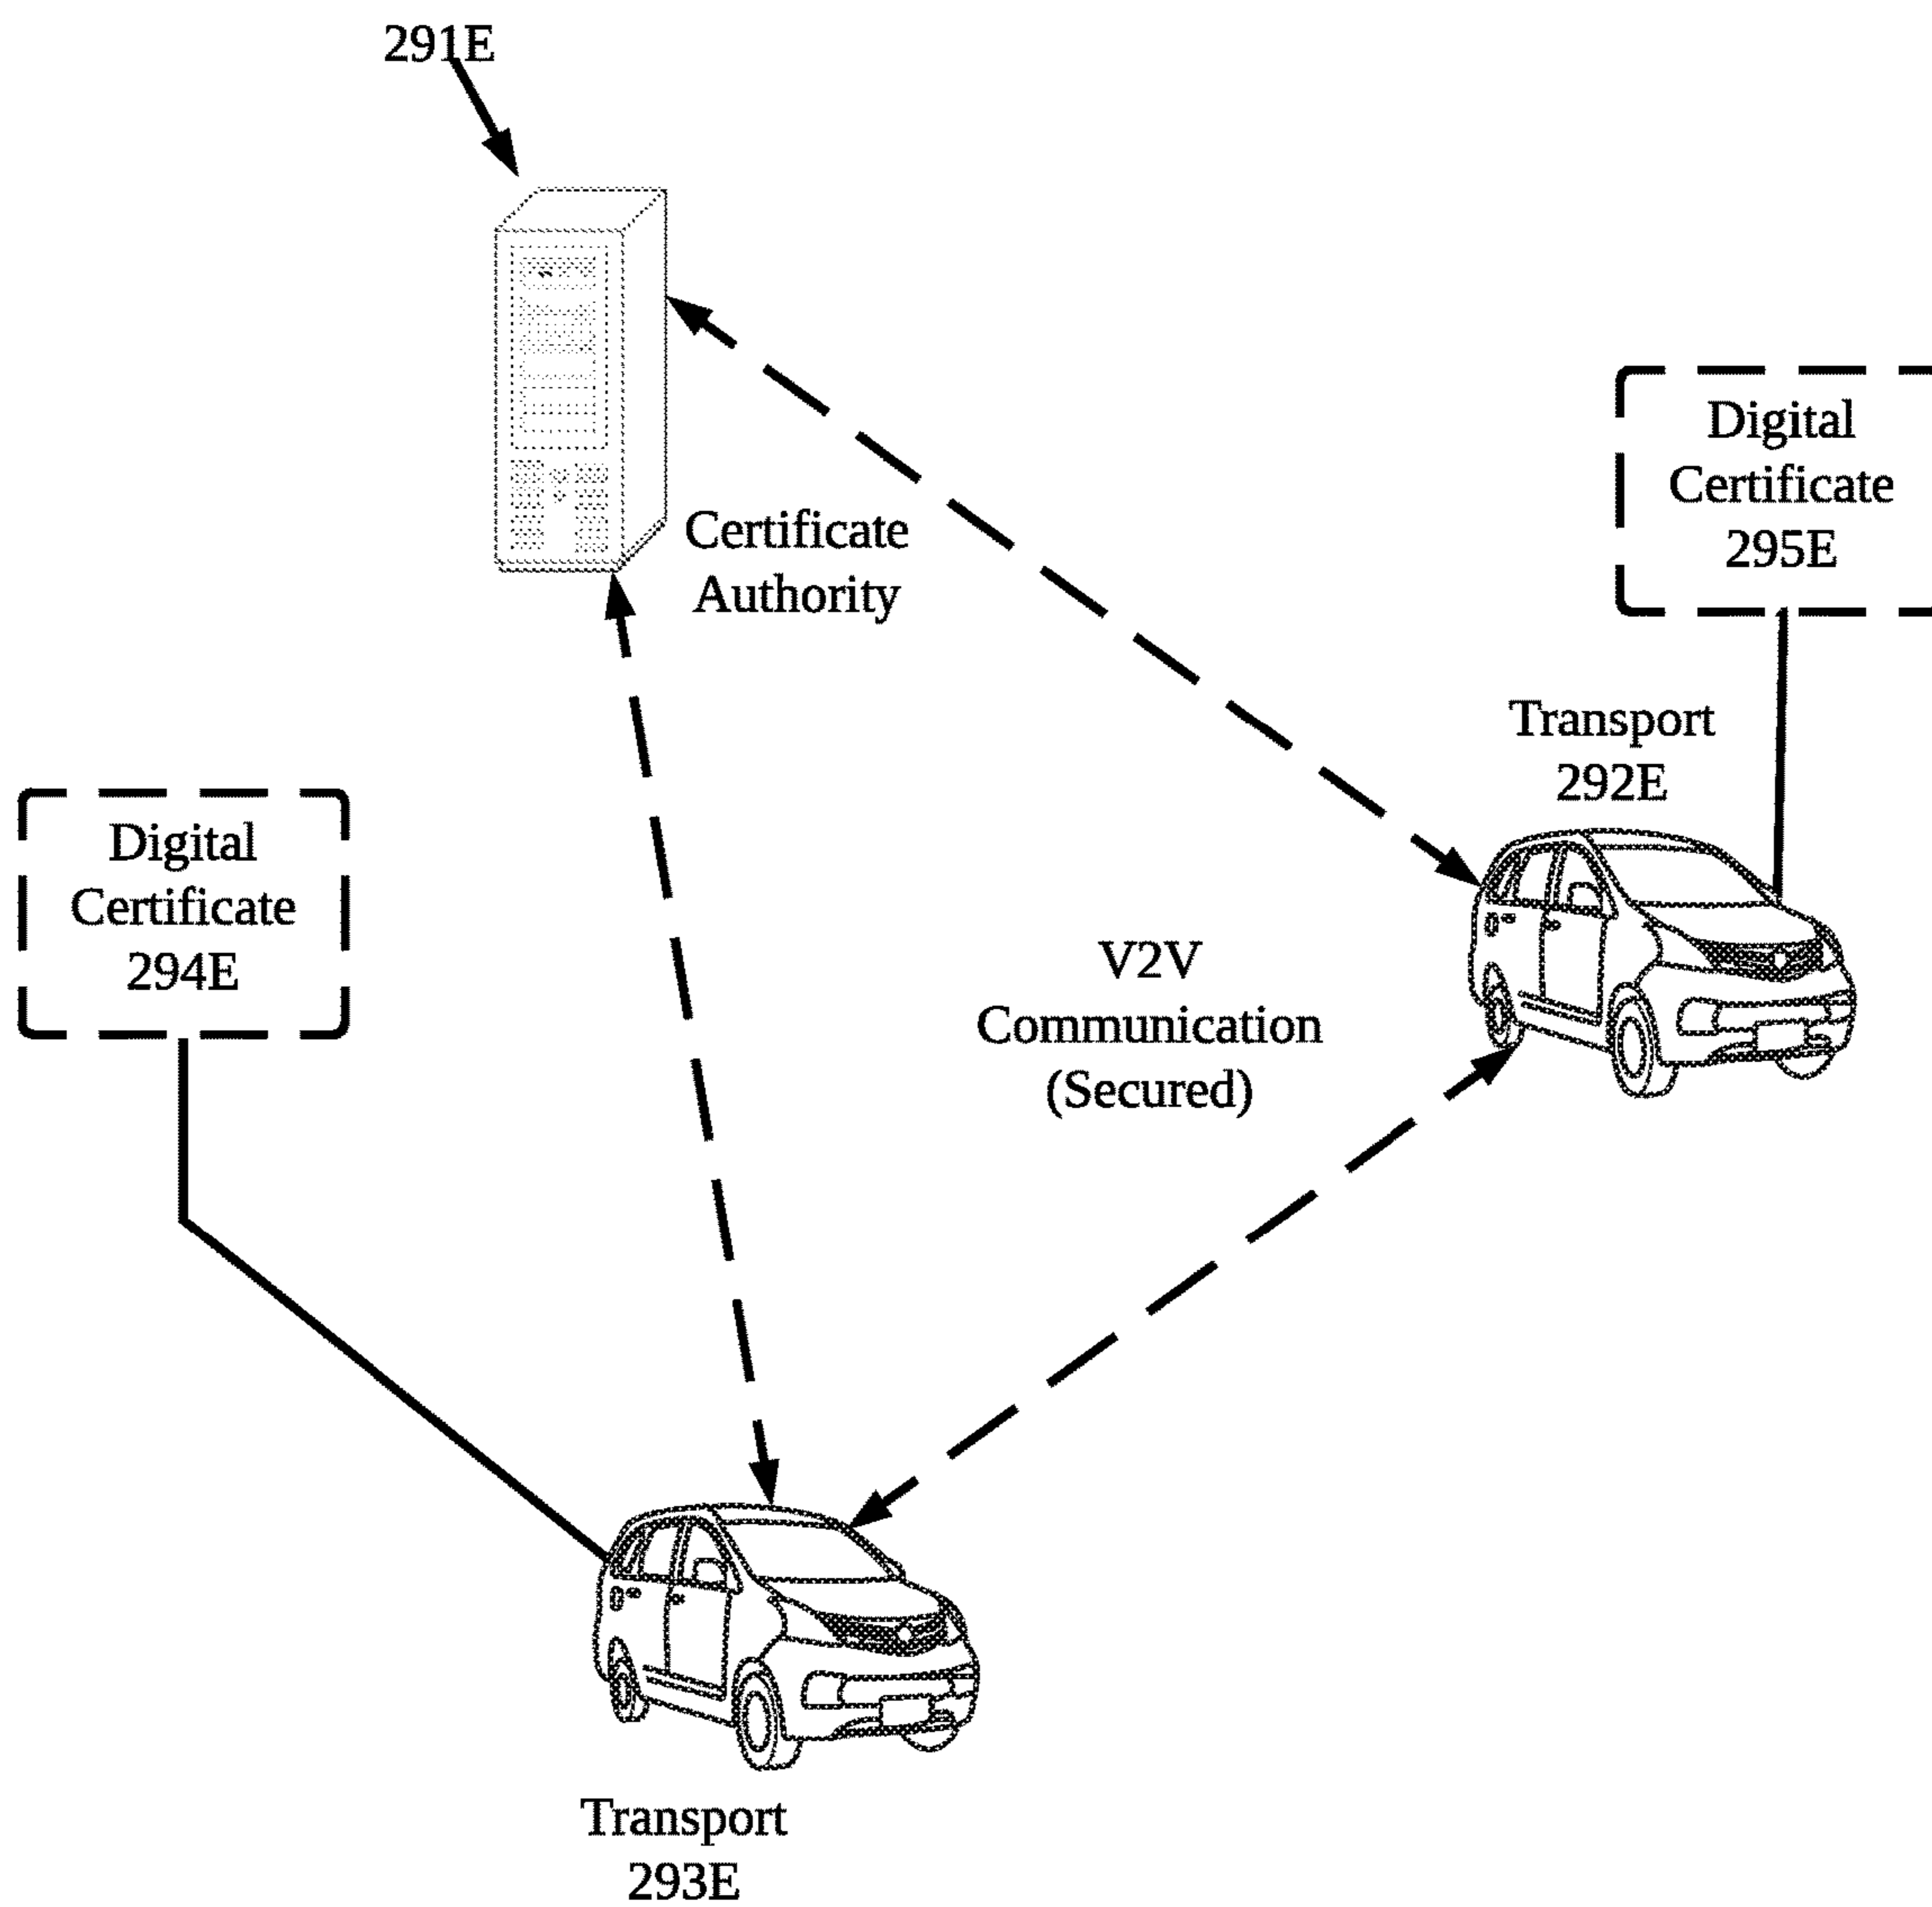 291E
Certificate
Authority
Digital
Certificate
295E
Transport
292E
Digital
Certificate
294E
V2V
Communication
(Secured)
Transport
293E